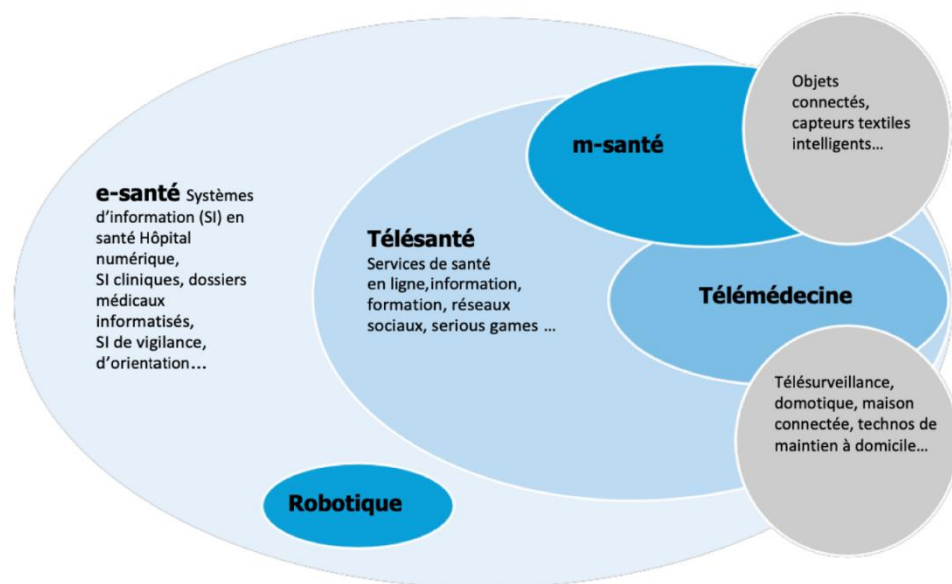 e-santé Systèmes
d'information (SI) en
santé Hôpital
numérique,
SI cliniques, dossiers
médicaux
informatisés,
SI de vigilance,
d'orientation...
Télésanté
Services de santé
en ligne,information,
formation, réseaux
sociaux, serious games ...
m-santé
Objets
connectés,
capteurs textiles
intelligents...
Télémédecine
Télésurveillance,
domotique, maison
connectée, technos de
maintien à domicile...
Robotique